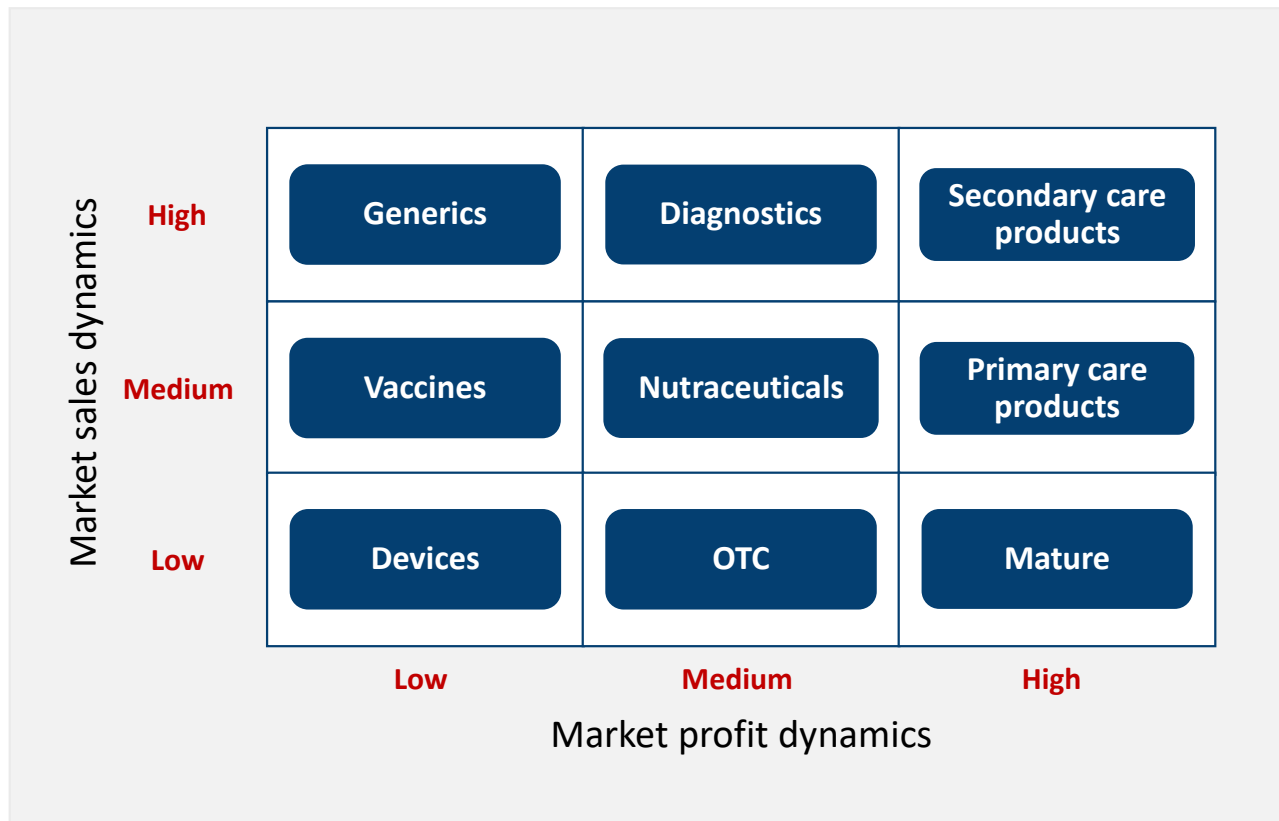 Market sales dynamics
High
Generics
Diagnostics
Secondary care
products
Medium
Vaccines
Nutraceuticals
Primary care
products
Low
Devices
OTC
Mature
Low
Medium
High
Market profit dynamics